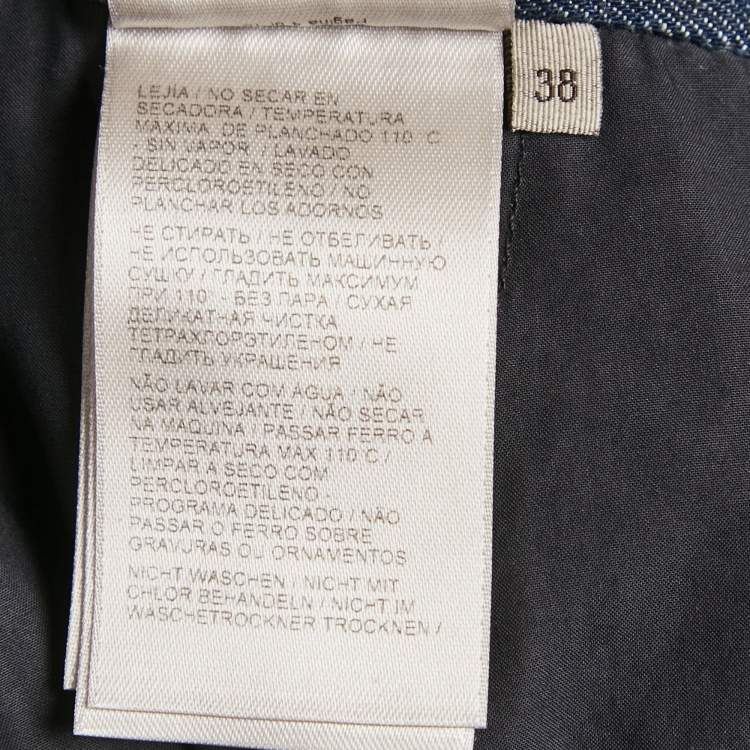 38
LEJÍA / NO SECAR EN
SECADORA / TEMPERATURA
MÁXIMA DE PLANCHADO 110°C
- SIN VAPOR / LAVADO
DELICADO EN SECO CON
PERCLOROETILENO / NO
PLANCHAR LOS ADORNOS
НЕ СТИРАТЬ / НЕ ОТБЕЛИВАТЬ /
НЕ ИСПОЛЬЗОВАТЬ МАШИННУЮ
СУШКУ / ГЛАДИТЬ МАКСИМУМ
ПРИ 110° - БЕЗ ПАРА / СУХАЯ
ДЕЛИКАТНАЯ ЧИСТКА
ТЕТРАХЛОРЭТИЛЕНОМ / НЕ
ГЛАДИТЬ УКРАШЕНИЯ
NÃO LAVAR COM ÁGUA / NÃO
USAR ALVEJANTE / NÃO SECAR
NA MÁQUINA / PASSAR FERRO A
TEMPERATURA MAX 110°C /
LIMPAR A SECO COM
PERCLOROETILENO -
PROGRAMA DELICADO / NÃO
PASSAR O FERRO SOBRE
GRAVURAS OU ORNAMENTOS
NICHT WASCHEN / NICHT MIT
CHLOR BEHANDELN / NICHT IM
WASCHETROCKNER TROCKNEN /